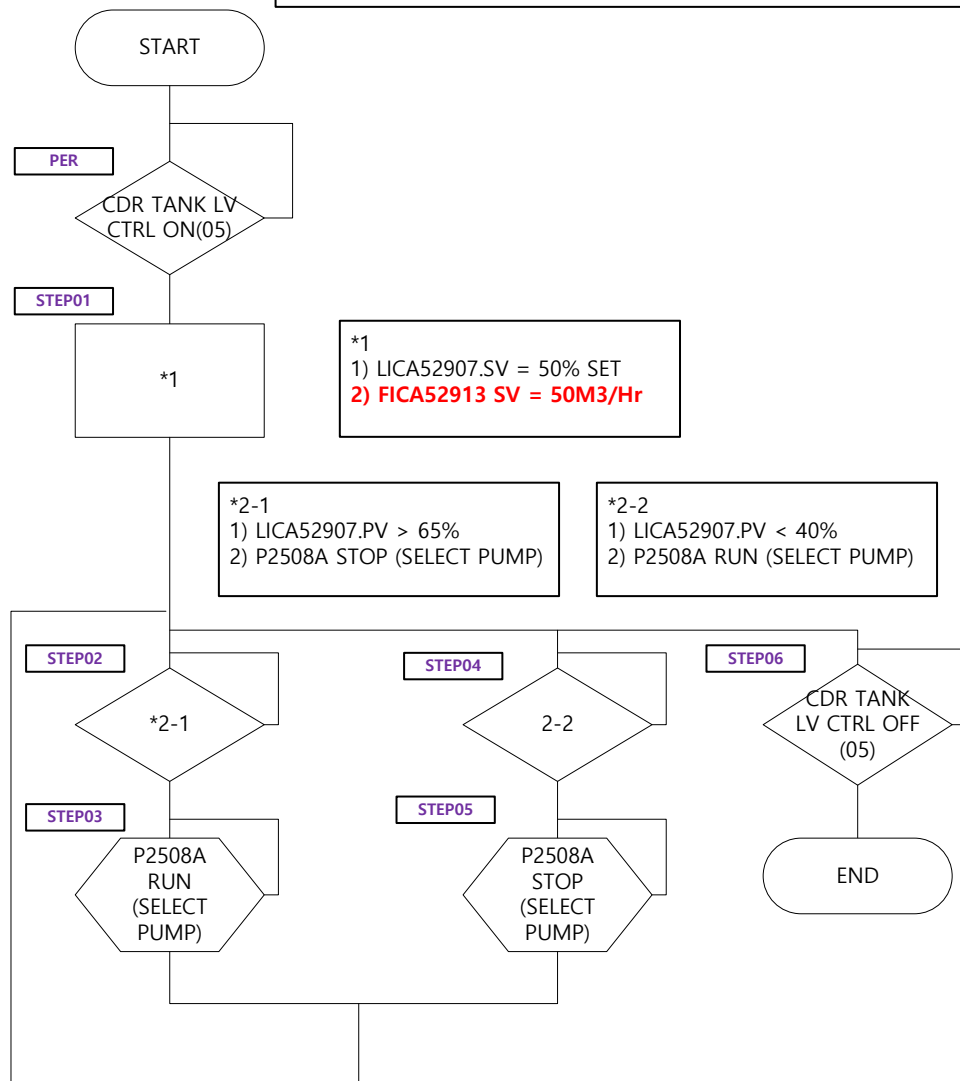 START
PER
CDR TANK LV
CTRL ON(05)
STEP01
*1
*1
1) LICA52907.SV = 50% SET
2) FICA52913 SV = 50M3/Hr
*2-1
1) LICA52907.PV > 65%
2) P2508A STOP (SELECT PUMP)
*2-2
1) LICA52907.PV < 40%
2) P2508A RUN (SELECT PUMP)
STEP02
*2-1
STEP04
2-2
STEP06
CDR TANK
LV CTRL OFF
(05)
STEP03
P2508A
RUN
(SELECT
PUMP)
STEP05
P2508A
STOP
(SELECT
PUMP)
END